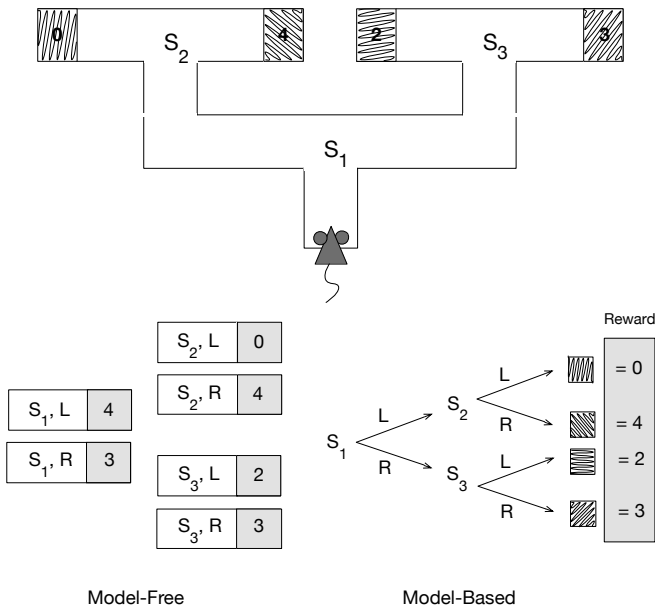 0 S2 4 2 S3 3
S1
Reward
S2, L 0
S2, R 4
S1, L 4
S1, R 3
S3, L 2
S3, R 3
L = 0
S2
L R = 4
S1
R L = 2
S3
R = 3
Model-Free Model-Based